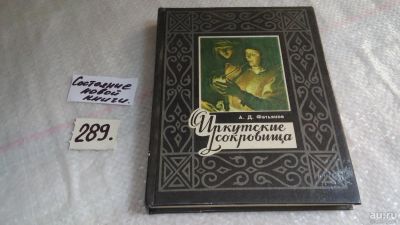 Состояние
новой
книги.
289.
А. Д. Фатьянов
Иркутские
сокровища
au.ru